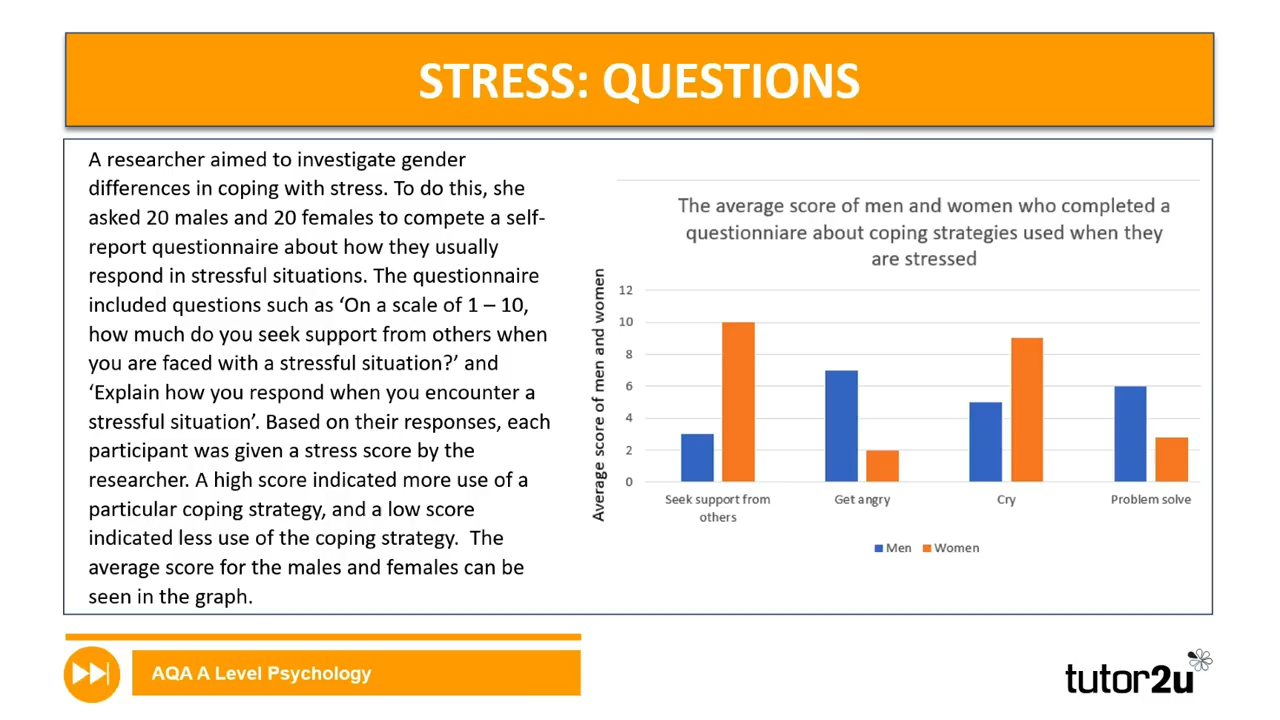 STRESS: QUESTIONS
A researcher aimed to investigate gender
differences in coping with stress. To do this, she
asked 20 males and 20 females to compete a self-
report questionnaire about how they usually
respond in stressful situations. The questionnaire
included questions such as ‘On a scale of 1 – 10,
how much do you seek support from others when
you are faced with a stressful situation?’ and
‘Explain how you respond when you encounter a
stressful situation’. Based on their responses, each
participant was given a stress score by the
researcher. A high score indicated more use of a
particular coping strategy, and a low score
indicated less use of the coping strategy. The
average score for the males and females can be
seen in the graph.
The average score of men and women who completed a
questionniare about coping strategies used when they
are stressed
Average score of men and women
12
10
8
6
4
2
0
Seek support from
others
Get angry
Cry
Problem solve
Men
Women
AQA A Level Psychology
tutor2u